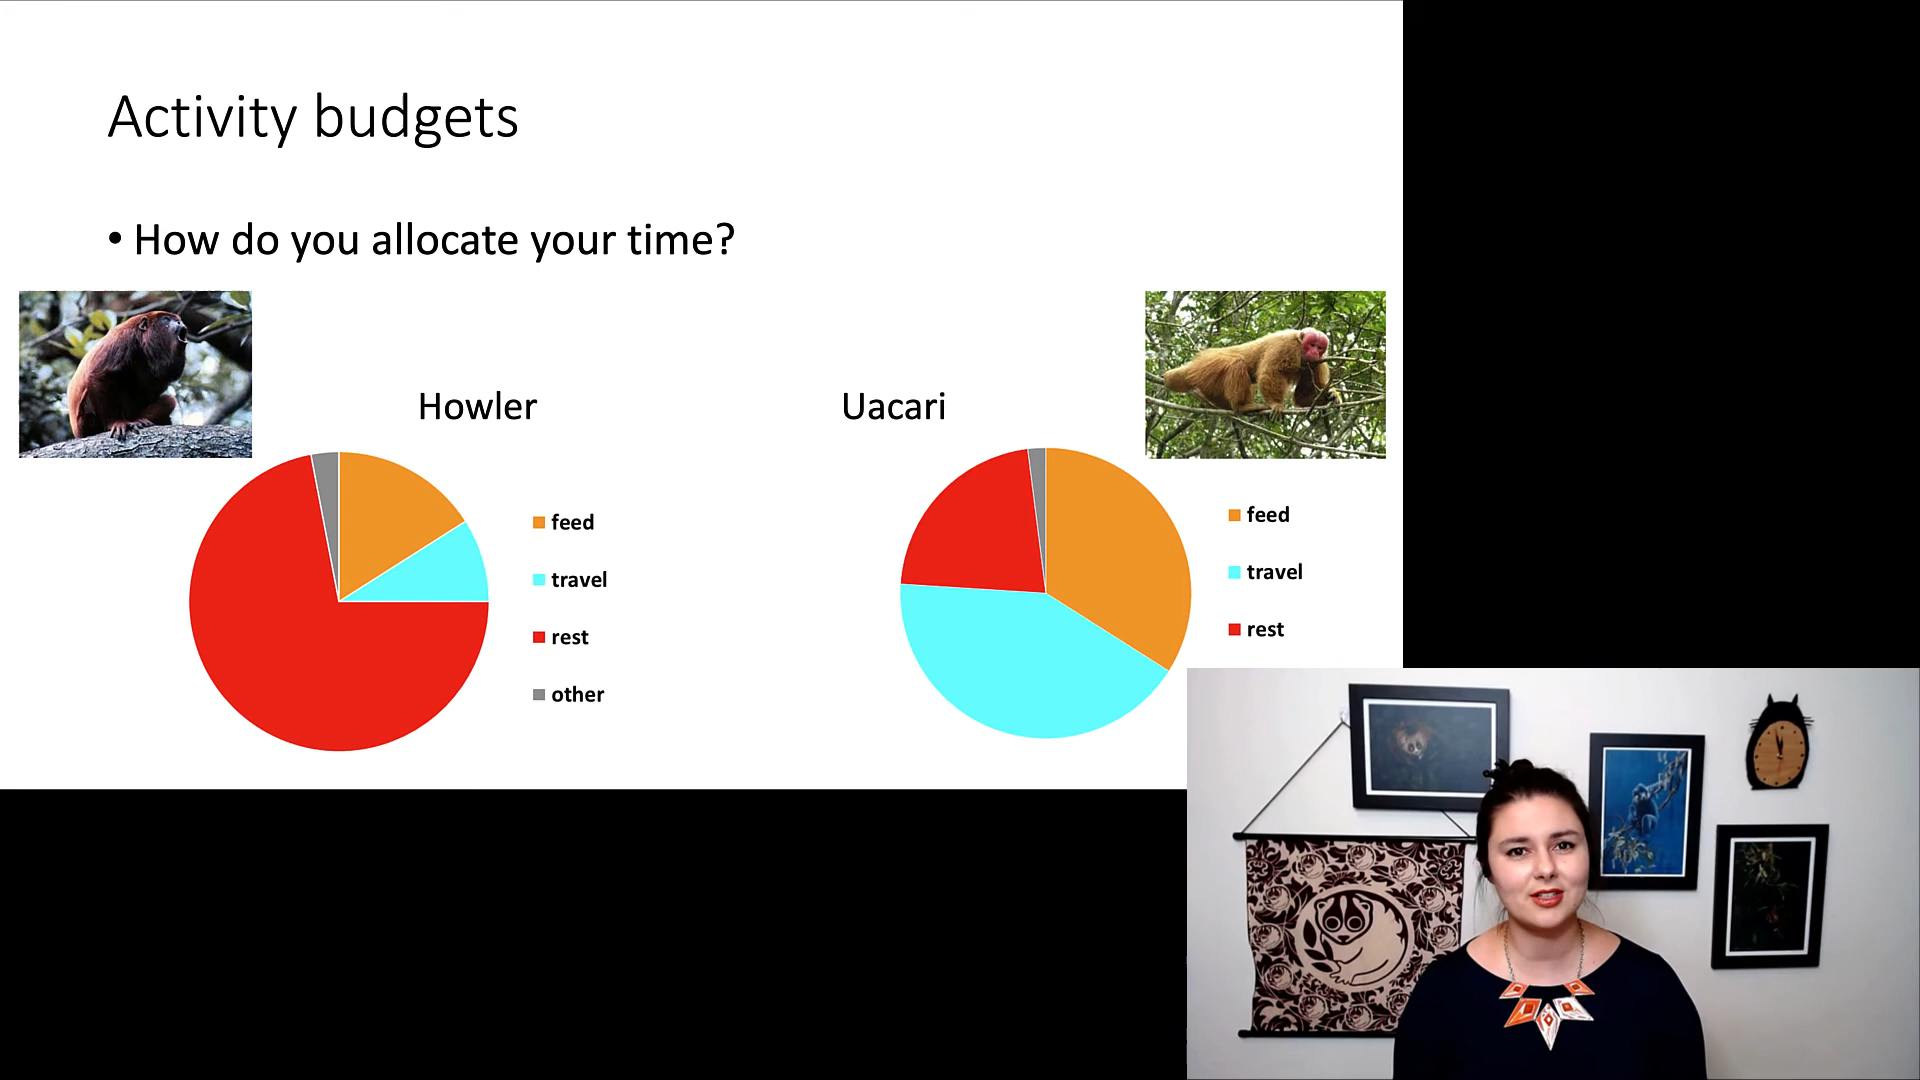 Activity budgets
• How do you allocate your time?
Howler
feed
travel
rest
other
Uacari
feed
travel
rest